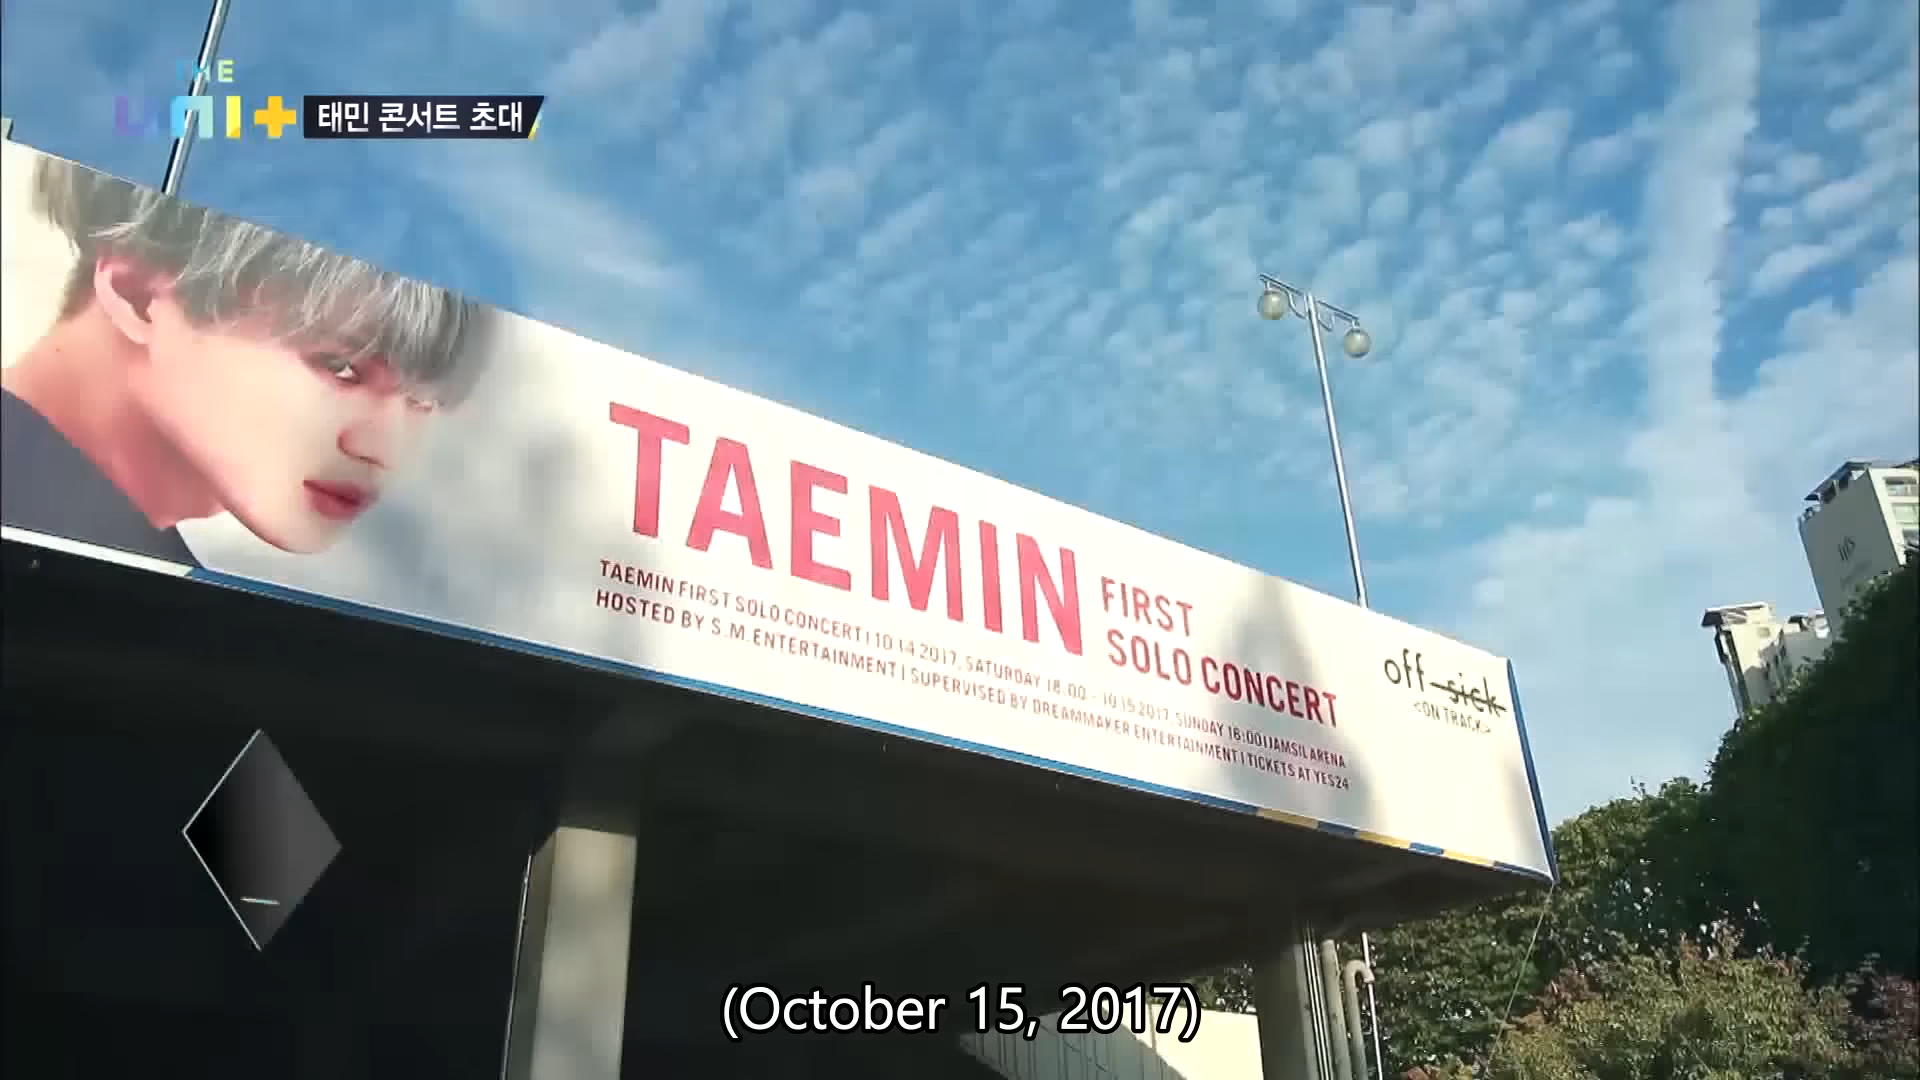 THE
UNI+
태민 콘서트 초대
TAEMIN
FIRST
SOLO CONCERT
TAEMIN FIRST SOLO CONCERT | 10.14.2017. SATURDAY 18:00 - 10.15.2017. SUNDAY 16:00 | JAMSIL ARENA
HOSTED BY S.M. ENTERTAINMENT | SUPERVISED BY DREAMMAKER ENTERTAINMENT | TICKETS AT YES24
off-sick
<ON TRACK>
(October 15, 2017)